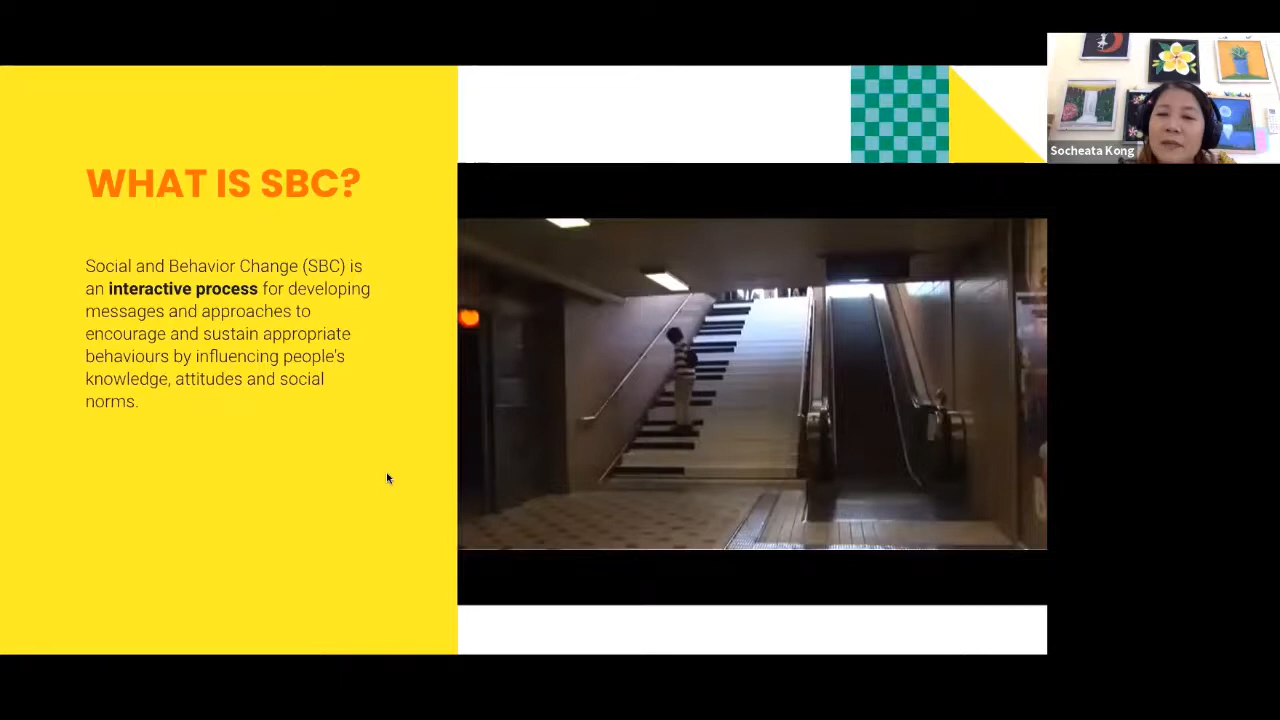 WHAT IS SBC?
Social and Behavior Change (SBC) is
an interactive process for developing
messages and approaches to
encourage and sustain appropriate
behaviours by influencing people's
knowledge, attitudes and social
norms.
Socheata Kong